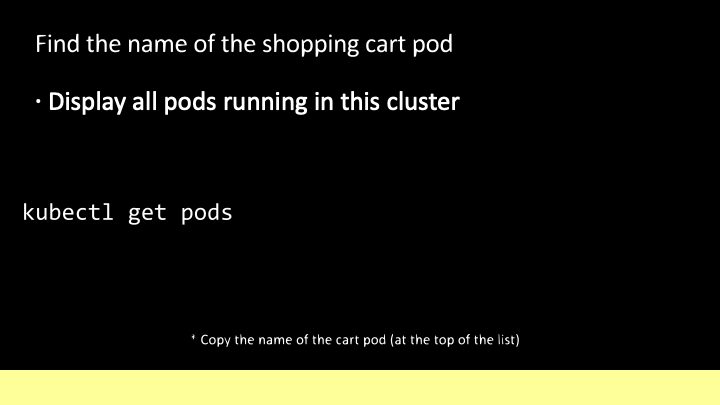 Find the name of the shopping cart pod
· Display all pods running in this cluster
kubectl get pods
* Copy the name of the cart pod (at the top of the list)